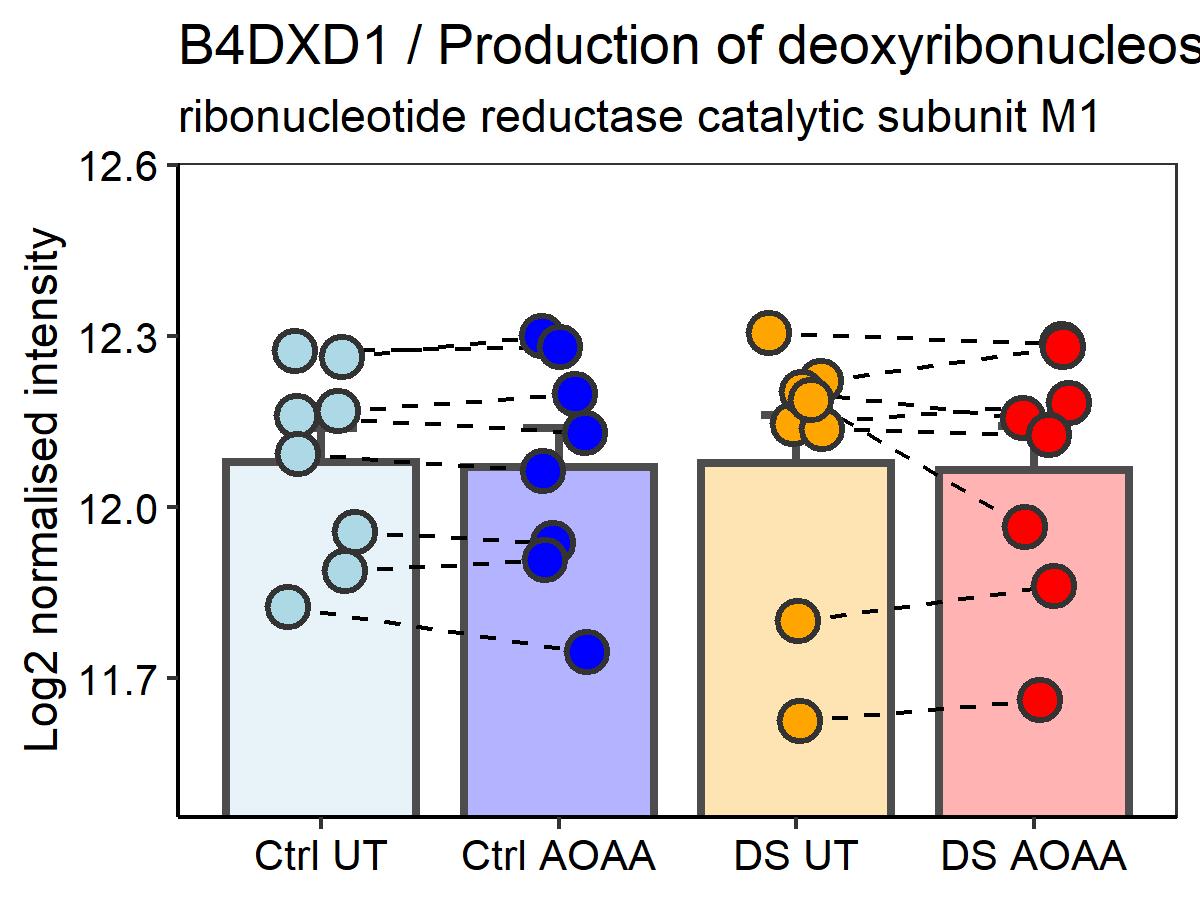 B4DXD1 / Production of deoxyribonucleos
ribonucleotide reductase catalytic subunit M1
12.6
12.3
12.0
11.7
Log2 normalised intensity
Ctrl UT
Ctrl AOAA
DS UT
DS AOAA